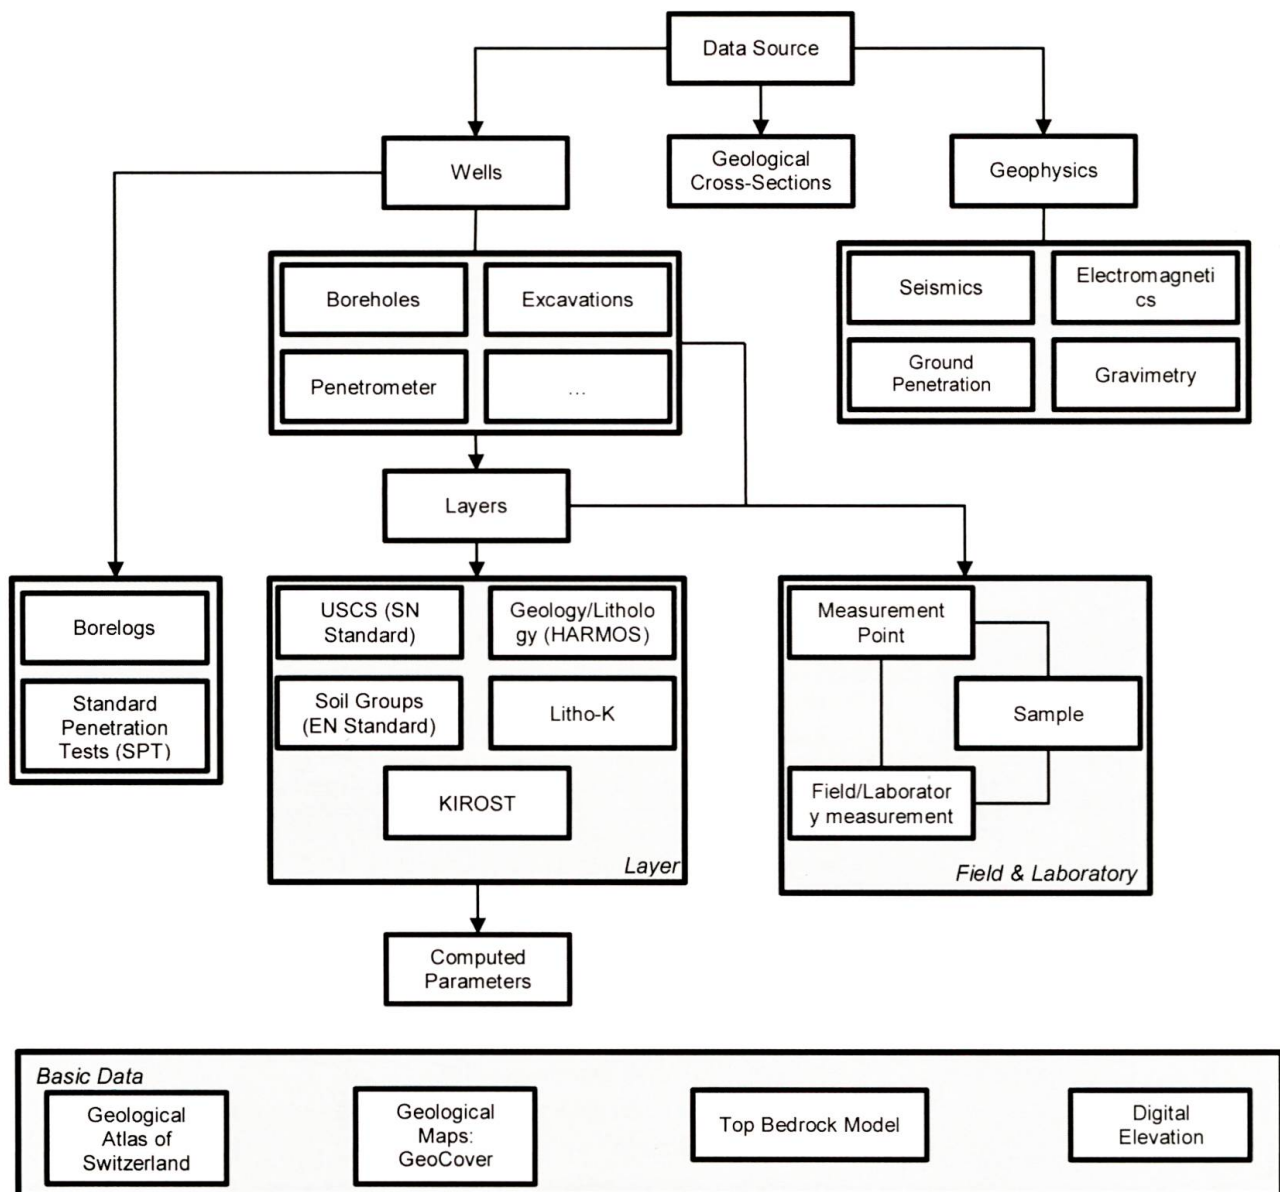 Data Source
Wells
Geological
Cross-Sections
Geophysics
Boreholes
Excavations
Penetrometer
...
Seismics
Electromagneti
cs
Ground
Penetration
Gravimetry
Layers
Borelogs
Standard
Penetration
Tests (SPT)
USCS (SN
Standard)
Geology/Litholo
gy (HARMOS)
Soil Groups
(EN Standard)
Litho-K
KIROST
Layer
Measurement
Point
Sample
Field/Laborator
y measurement
Field & Laboratory
Computed
Parameters
Basic Data
Geological
Atlas of
Switzerland
Geological
Maps:
GeoCover
Top Bedrock Model
Digital
Elevation